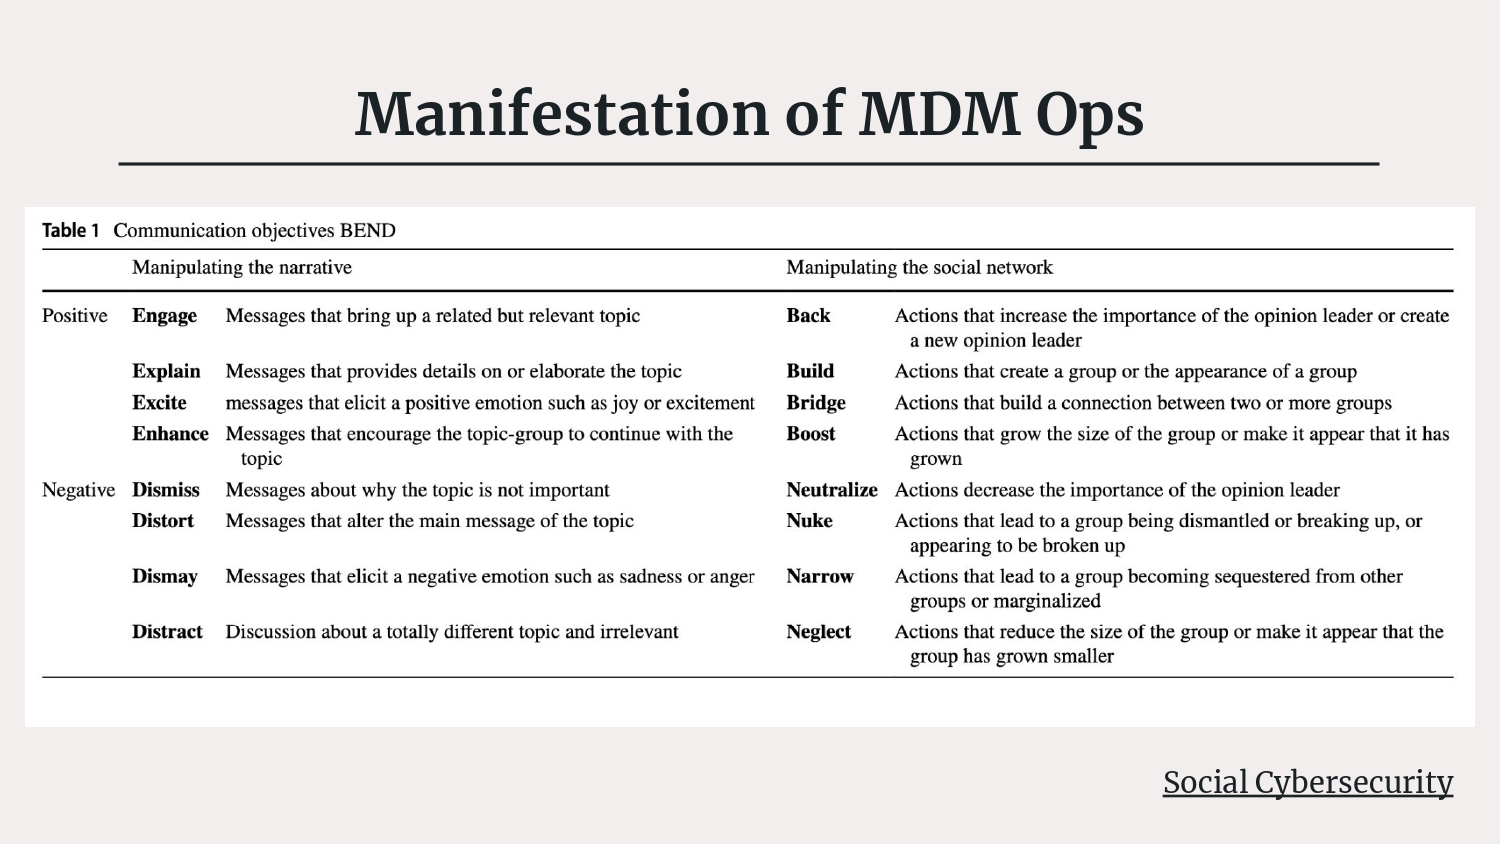 Manifestation of MDM Ops
Table 1 Communication objectives BEND
Manipulating the narrative Manipulating the social network
Positive Engage Messages that bring up a related but relevant topic Back Actions that increase the importance of the opinion leader or create
a new opinion leader
Explain Messages that provides details on or elaborate the topic Build Actions that create a group or the appearance of a group
Excite messages that elicit a positive emotion such as joy or excitement Bridge Actions that build a connection between two or more groups
Enhance Messages that encourage the topic-group to continue with the Boost Actions that grow the size of the group or make it appear that it has
topic grown
Negative Dismiss Messages about why the topic is not important Neutralize Actions decrease the importance of the opinion leader
Distort Messages that alter the main message of the topic Nuke Actions that lead to a group being dismantled or breaking up, or
appearing to be broken up
Dismay Messages that elicit a negative emotion such as sadness or anger Narrow Actions that lead to a group becoming sequestered from other
groups or marginalized
Distract Discussion about a totally different topic and irrelevant Neglect Actions that reduce the size of the group or make it appear that the
group has grown smaller
Social Cybersecurity